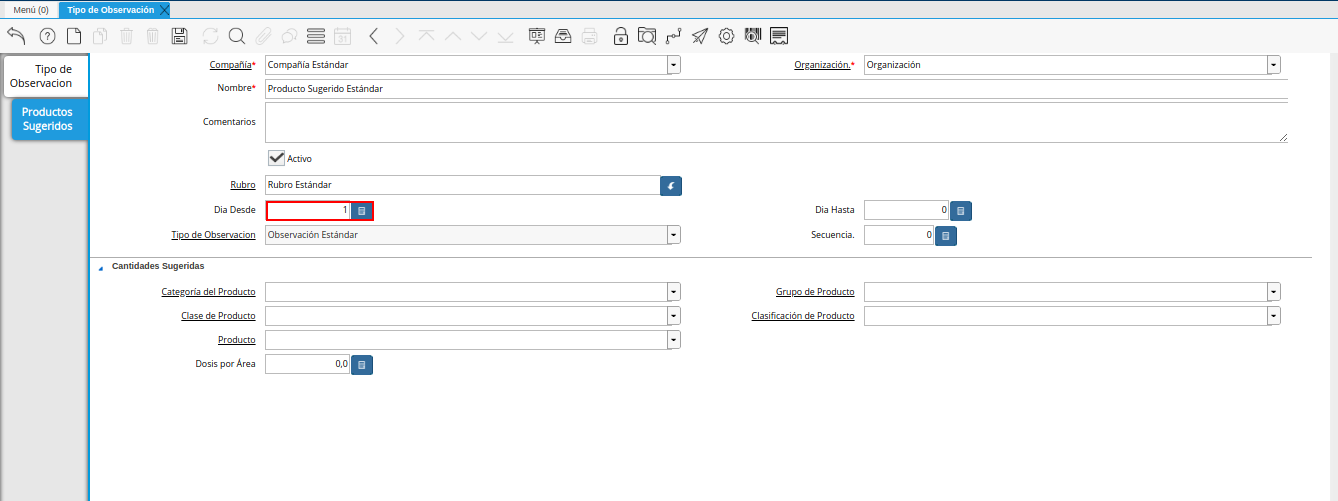 Menú (0) Tipo de Observación
31
Tipo de
Observacion
Productos
Sugeridos
Compañía* Compañía Estándar Organización.* Organización
Nombre* Producto Sugerido Estándar
Comentarios
Activo
Rubro Rubro Estándar
Dia Desde 1 Dia Hasta 0
Tipo de Observacion Observación Estándar Secuencia. 0
Cantidades Sugeridas
Categoría del Producto Grupo de Producto
Clase de Producto Clasificación de Producto
Producto
Dosis por Área 0,0